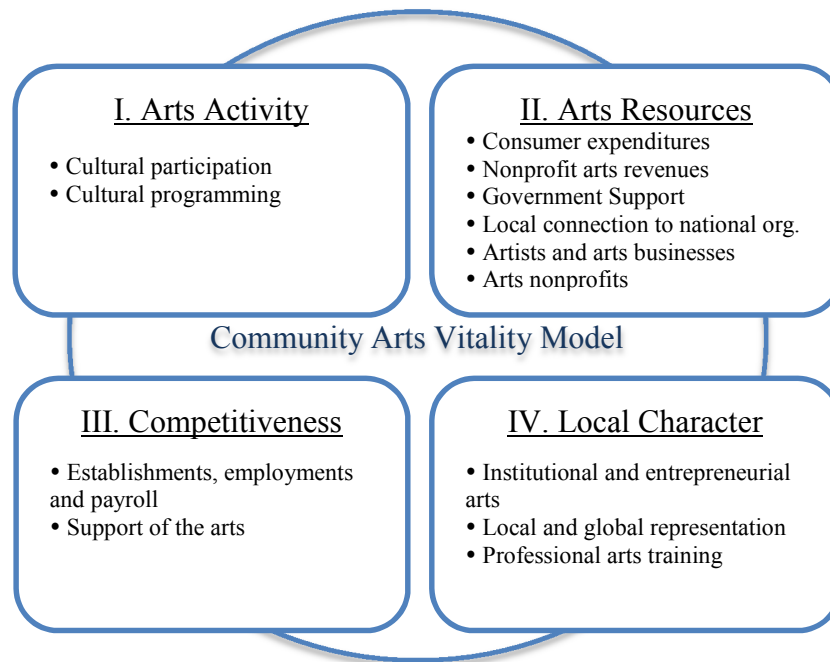 I. Arts Activity
• Cultural participation
• Cultural programming
II. Arts Resources
• Consumer expenditures
• Nonprofit arts revenues
• Government Support
• Local connection to national org.
• Artists and arts businesses
• Arts nonprofits
Community Arts Vitality Model
III. Competitiveness
• Establishments, employments
and payroll
• Support of the arts
IV. Local Character
• Institutional and entrepreneurial
arts
• Local and global representation
• Professional arts training